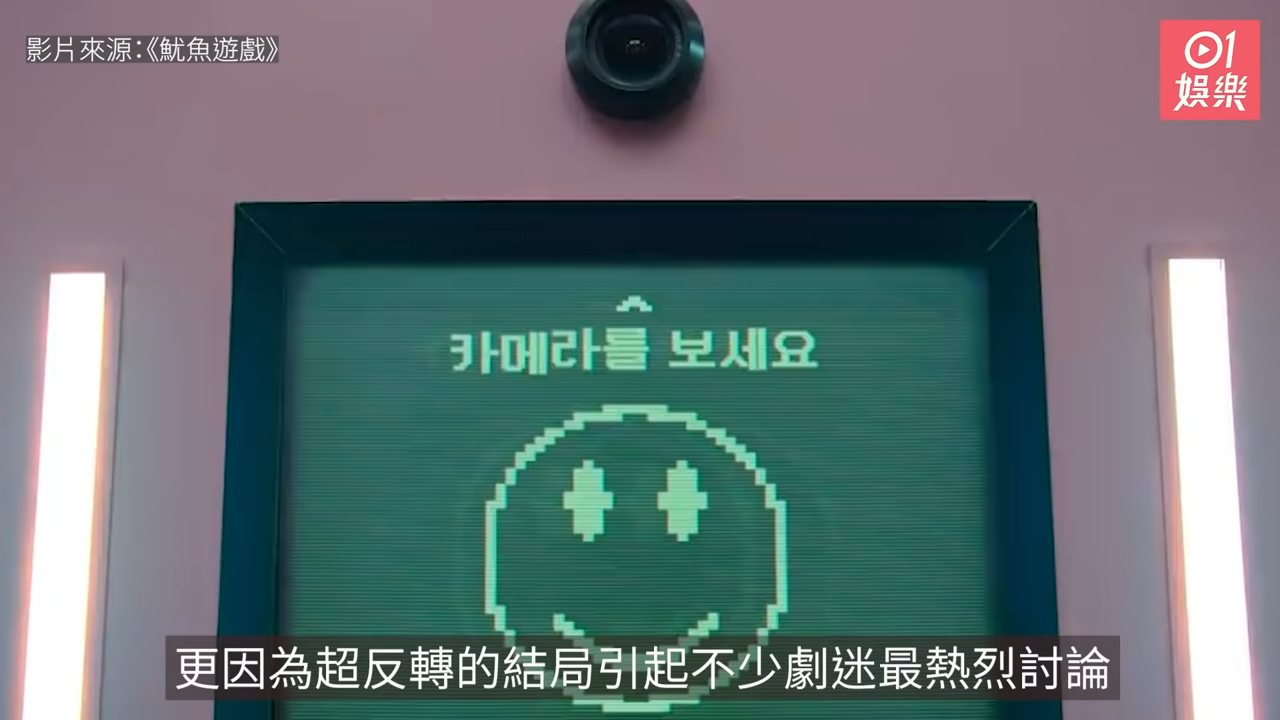 影片來源：《魷魚遊戲》
01
娛樂
카메라를 보세요
更因為超反轉的結局引起不少劇迷最熱烈討論